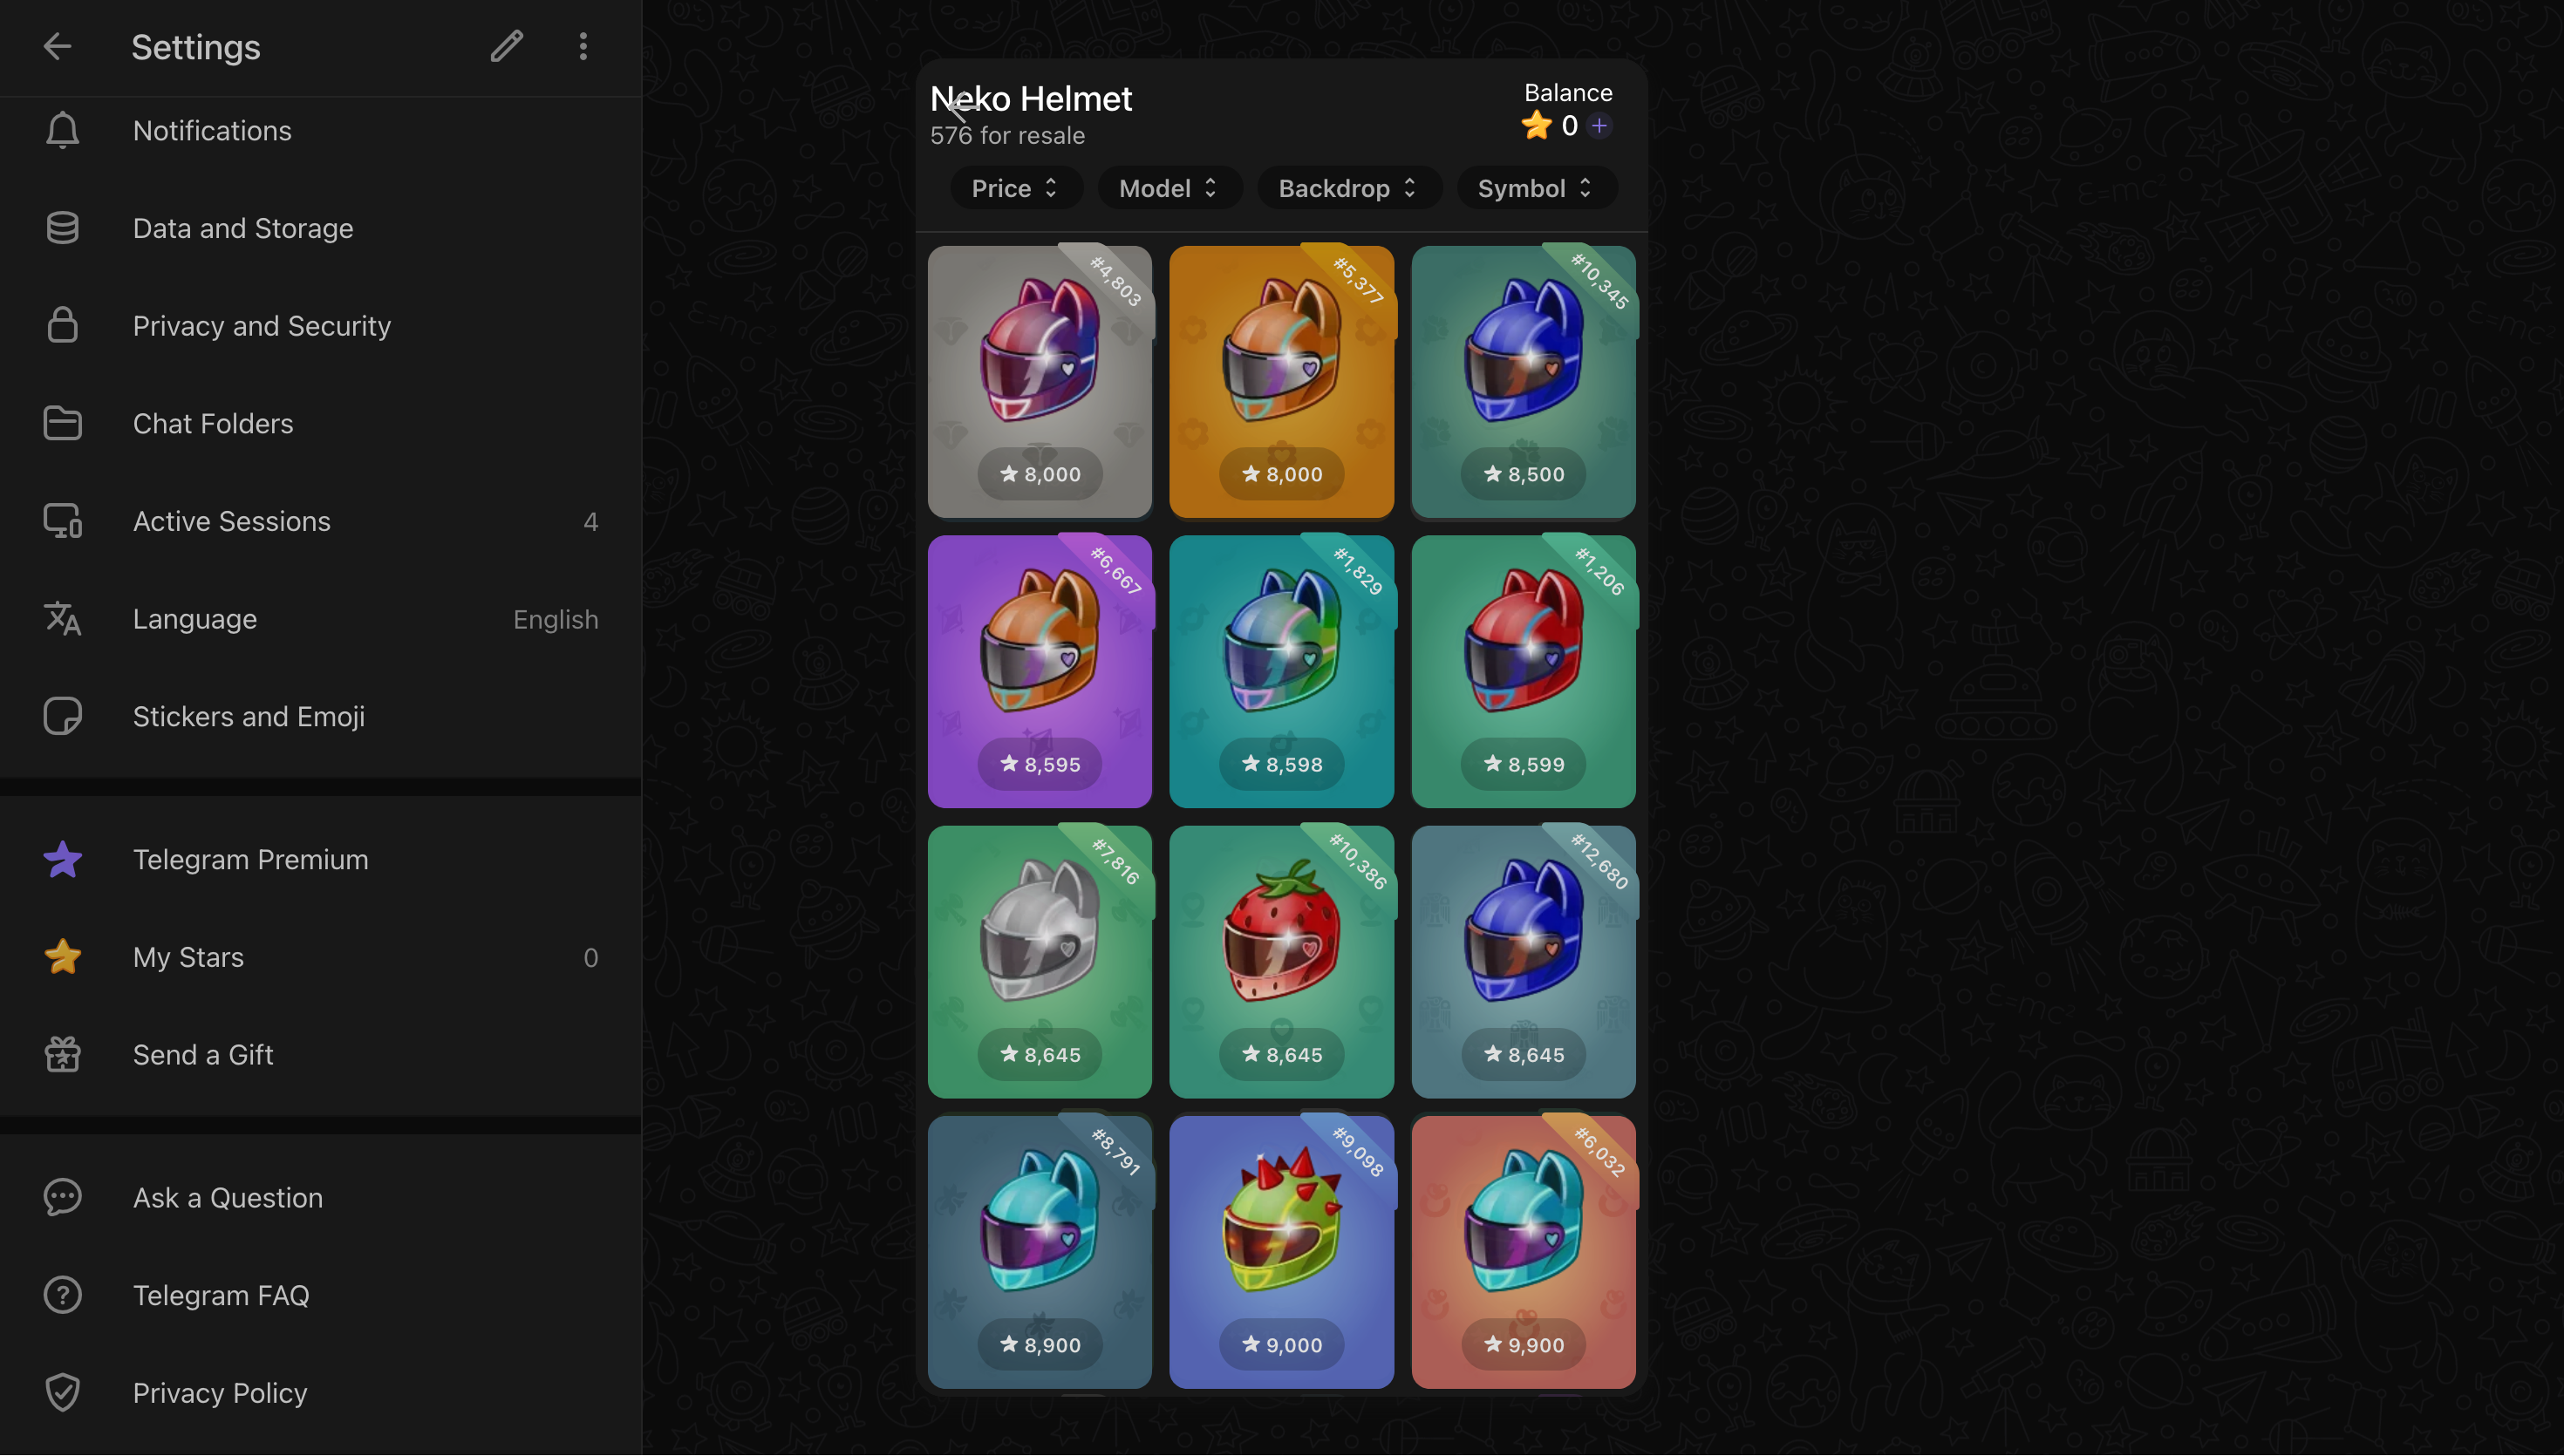 Settings
Notifications
Data and Storage
Privacy and Security
Chat Folders
Active Sessions 4
Language English
Stickers and Emoji
Telegram Premium
My Stars 0
Send a Gift
Ask a Question
Telegram FAQ
Privacy Policy
Neko Helmet
576 for resale
Balance
0
Price Model Backdrop Symbol
#4,803 #5,377 #10,345
8,000 8,000 8,500
#6,667 #1,829 #1,206
8,595 8,598 8,599
#7,816 #10,386 #12,680
8,645 8,645 8,645
#8,791 #9,098 #6,032
8,900 9,000 9,900